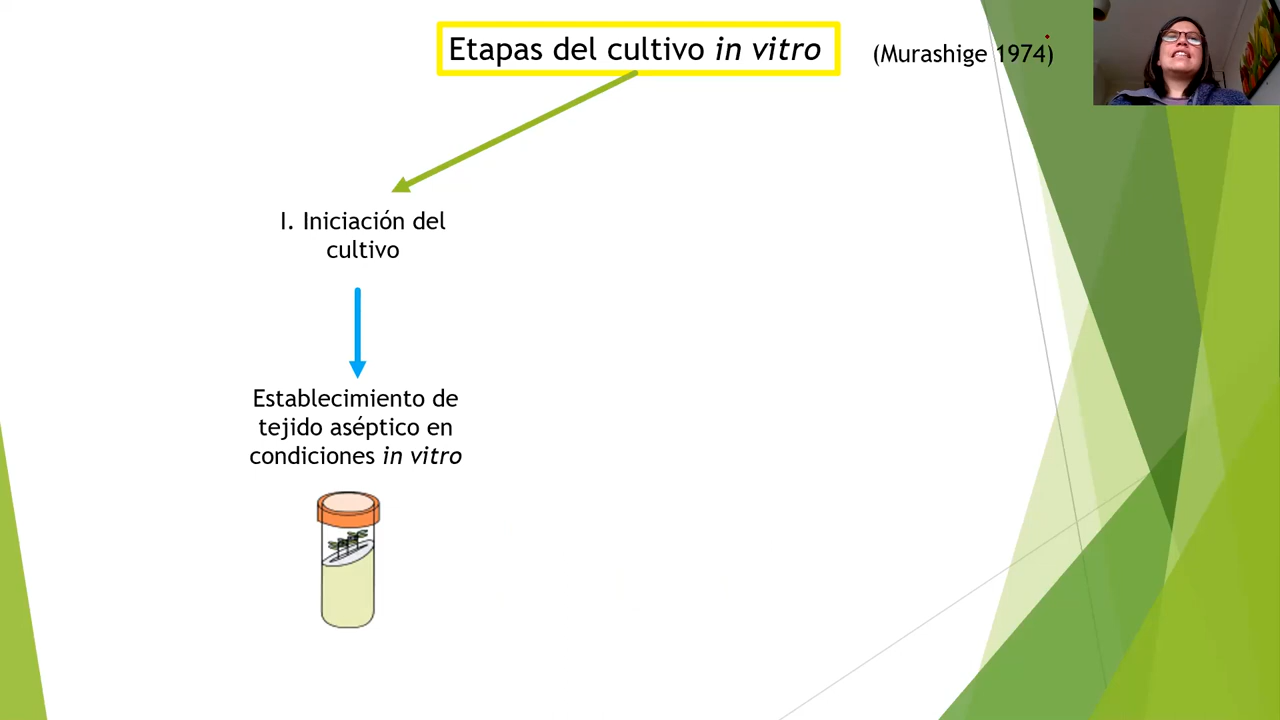 Etapas del cultivo in vitro
(Murashige 1974)
I. Iniciación del
cultivo
Establecimiento de
tejido aséptico en
condiciones in vitro